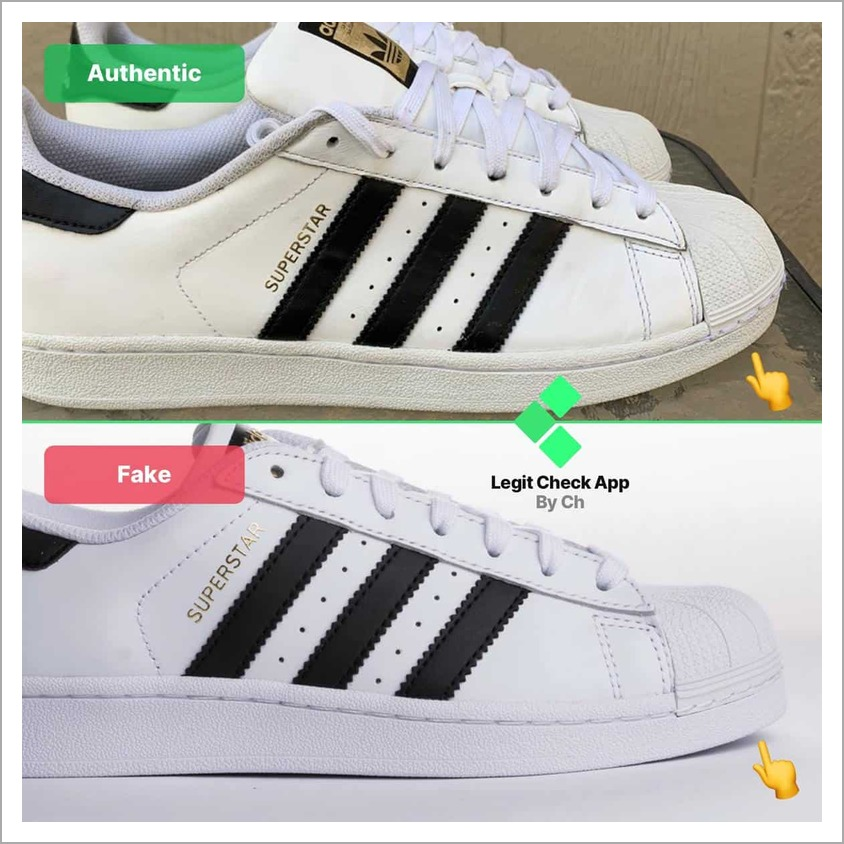 Authentic
SUPERSTAR
Fake
Legit Check App
By Ch
SUPERSTAR